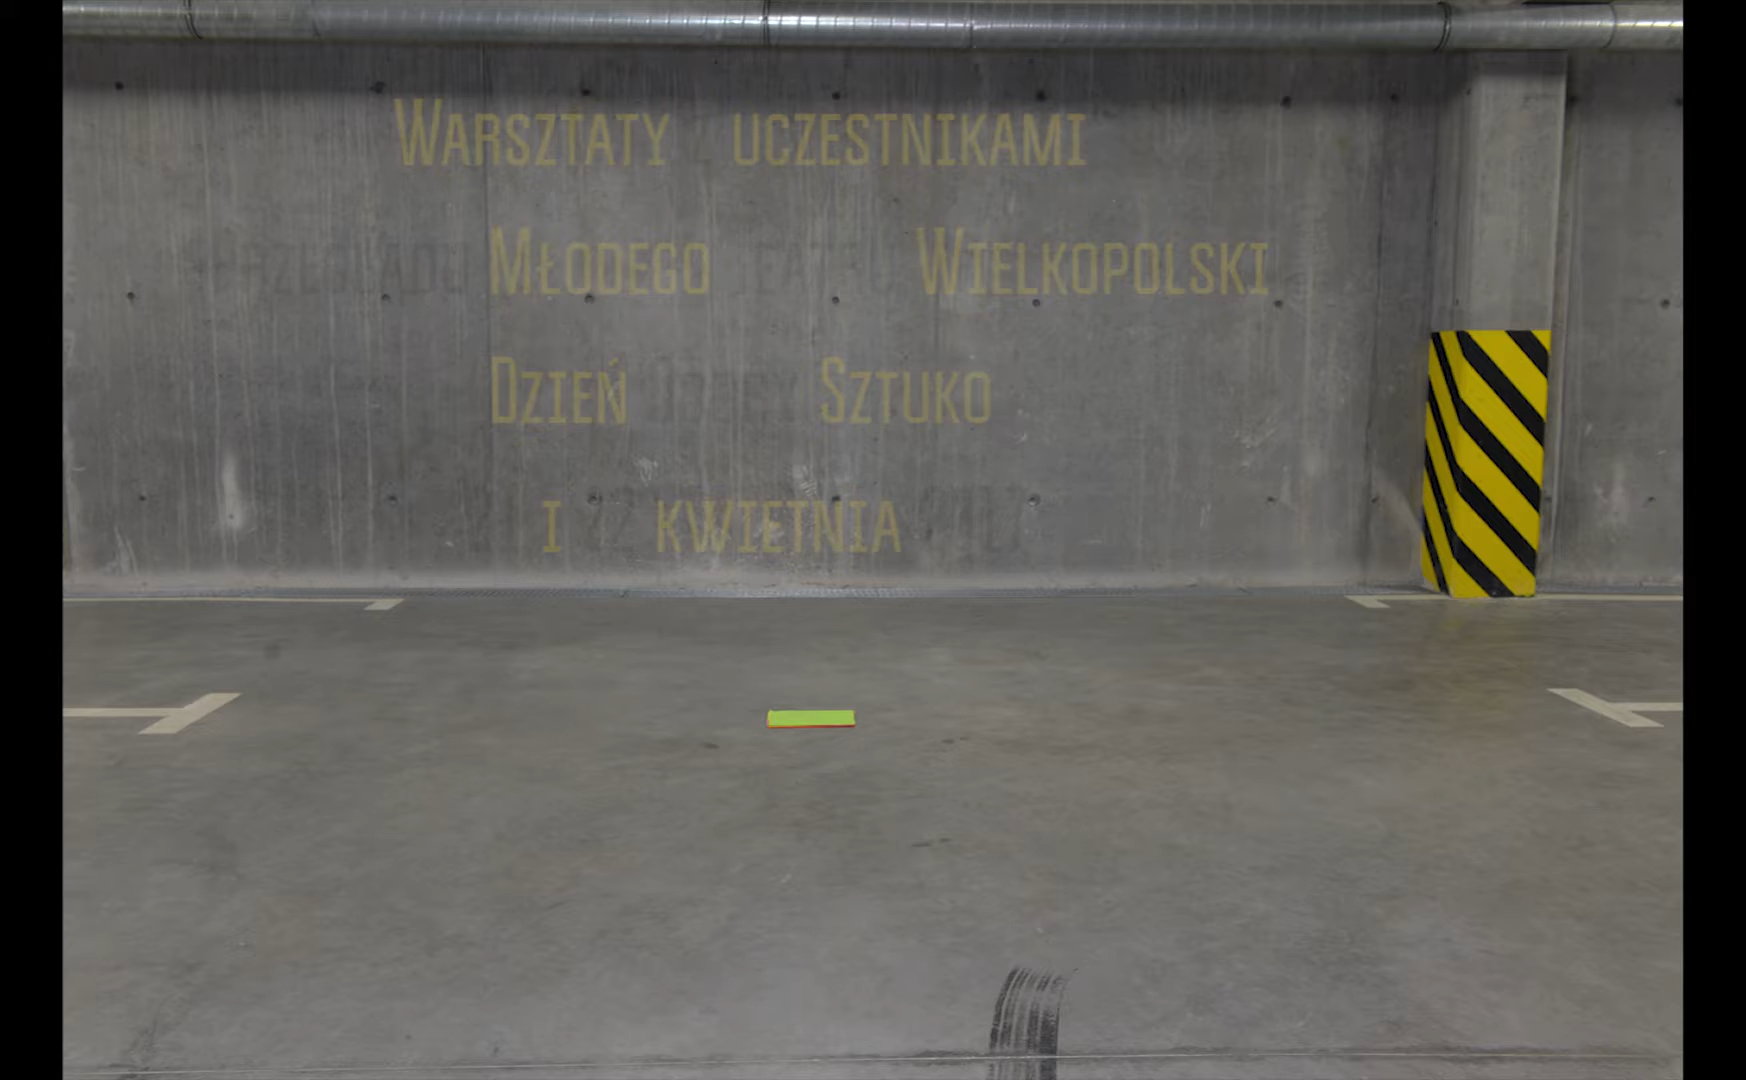 Warsztaty uczestnikami
Młodego Wielkopolski
Dzień Sztuko
i kwietnia